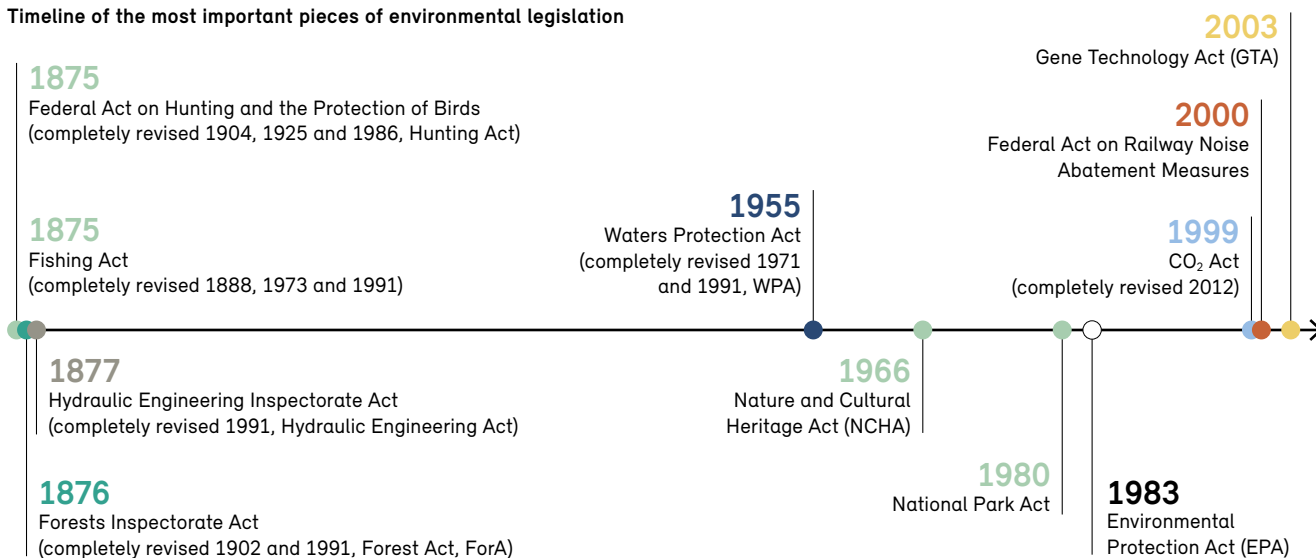 Timeline of the most important pieces of environmental legislation
1875
Federal Act on Hunting and the Protection of Birds
(completely revised 1904, 1925 and 1986, Hunting Act)
1875
Fishing Act
(completely revised 1888, 1973 and 1991)
1877
Hydraulic Engineering Inspectorate Act
(completely revised 1991, Hydraulic Engineering Act)
1876
Forests Inspectorate Act
(completely revised 1902 and 1991, Forest Act, ForA)
1955
Waters Protection Act
(completely revised 1971
and 1991, WPA)
1966
Nature and Cultural
Heritage Act (NCHA)
1980
National Park Act
1983
Environmental
Protection Act (EPA)
1999
CO₂ Act
(completely revised 2012)
2000
Federal Act on Railway Noise
Abatement Measures
2003
Gene Technology Act (GTA)